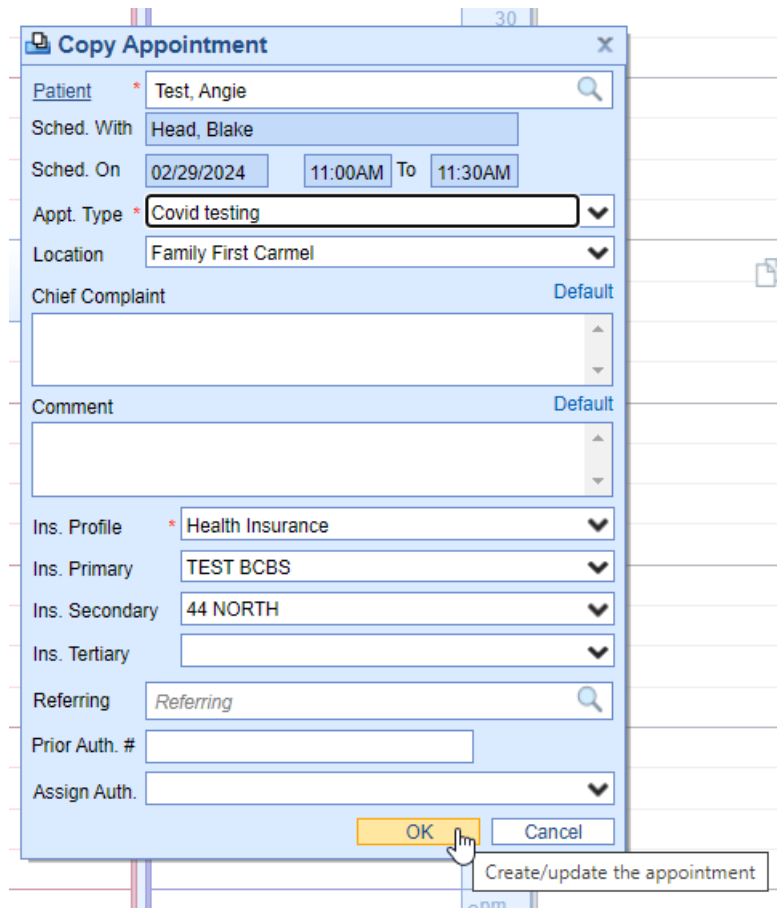 30
Copy Appointment
Patient * Test, Angie
Sched. With Head, Blake
Sched. On 02/29/2024 11:00AM To 11:30AM
Appt. Type * Covid testing
Location Family First Carmel
Chief Complaint Default
Comment Default
Ins. Profile * Health Insurance
Ins. Primary TEST BCBS
Ins. Secondary 44 NORTH
Ins. Tertiary
Referring Referring
Prior Auth. #
Assign Auth.
OK Cancel
Create/update the appointment